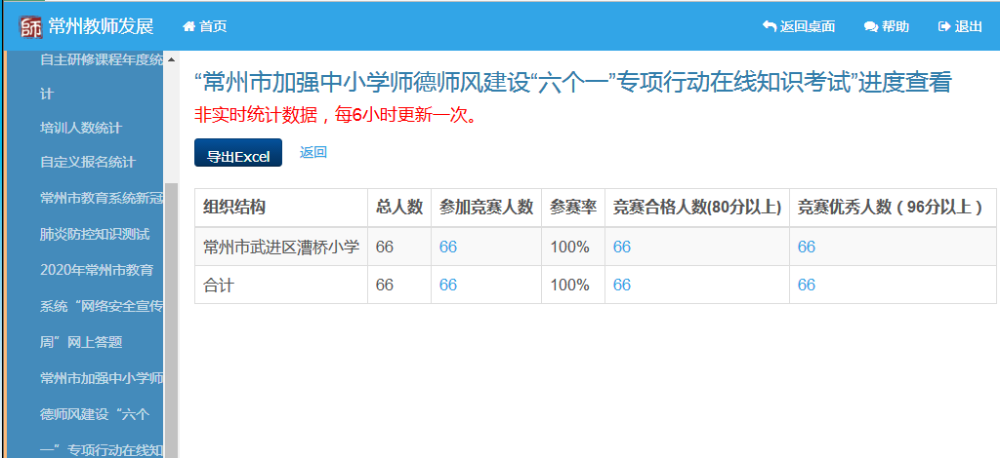 師 常州教师发展 首页 返回桌面 帮助 退出
自主研修课程年度统
计
培训人数统计
自定义报名统计
常州市教育系统新冠
肺炎防控知识测试
2020年常州市教育
系统“网络安全宣传
周”网上答题
常州市加强中小学师
德师风建设“六个
一”专项行动在线知
“常州市加强中小学师德师风建设“六个一”专项行动在线知识考试”进度查看
非实时统计数据，每6小时更新一次。
导出Excel 返回
组织结构 总人数 参加竞赛人数 参赛率 竞赛合格人数(80分以上) 竞赛优秀人数（96分以上）
常州市武进区漕桥小学 66 66 100% 66 66
合计 66 66 100% 66 66